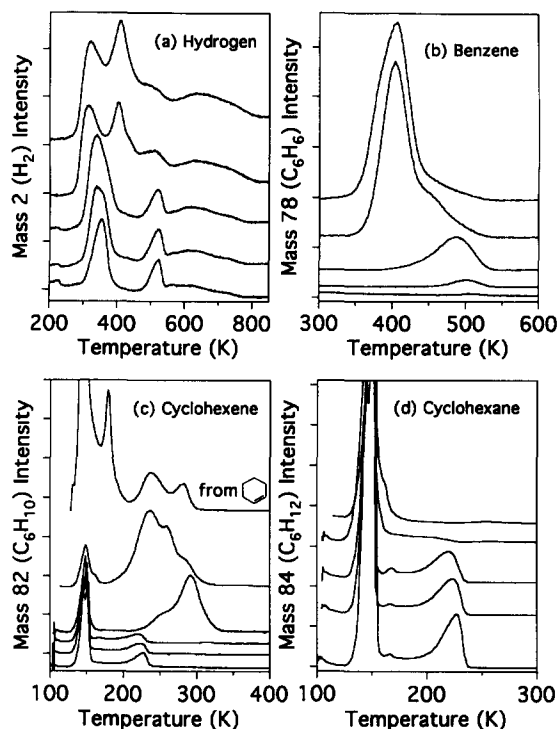 (a) Hydrogen
Mass 2 (H₂) Intensity
200 400 600 800
Temperature (K)
(b) Benzene
Mass 78 (C₆H₆) Intensity
300 400 500 600
Temperature (K)
(c) Cyclohexene
from
Mass 82 (C₆H₁₀) Intensity
100 200 300 400
Temperature (K)
(d) Cyclohexane
Mass 84 (C₆H₁₂) Intensity
100 200 300
Temperature (K)